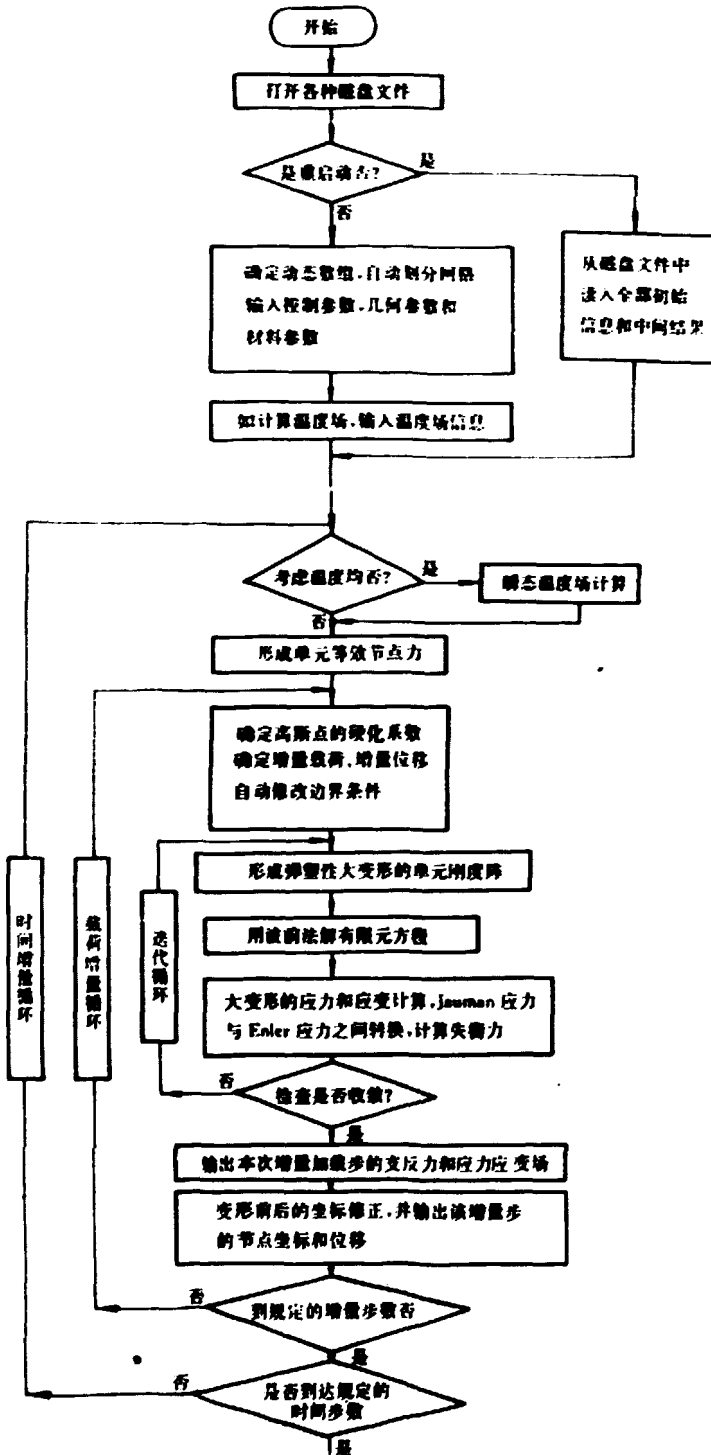 开始
打开各种磁盘文件
是重启动否?
是
否
确定动态数组,自动划分网格
输入控制参数,几何参数和
材料参数
从磁盘文件中
读入全部初始
信息和中间结果
如计算温度场,输入温度场信息
考虑温度均否?
是
瞬态温度场计算
否
形成单元等效节点力
确定高斯点的硬化系数
确定增量载荷,增量位移
自动修改边界条件
形成弹塑性大变形的单元刚度阵
时间增量循环
载荷增量循环
迭代循环
用波前法解有限元方程
大变形的应力和应变计算,jauman 应力
与 Enler 应力之间转换,计算失衡力
否
检查是否收敛?
是
输出本次增量加载步的支反力和应力应变场
变形前后的坐标修正,并输出该增量步
的节点坐标和位移
否
到规定的增量步数否
是
否
是否到达规定的
时间步数
是